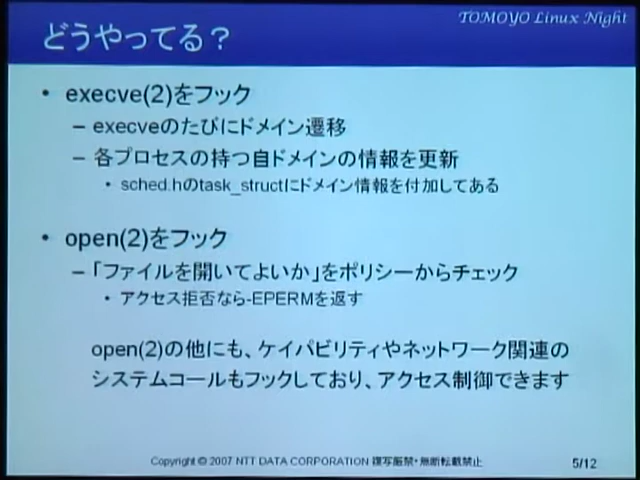 TOMOYO Linux Night
どうやってる？
• execve(2)をフック
– execveのたびにドメイン遷移
– 各プロセスの持つ自ドメインの情報を更新
• sched.hのtask_structにドメイン情報を付加してある
• open(2)をフック
– 「ファイルを開いてよいか」をポリシーからチェック
• アクセス拒否なら-EPERMを返す
open(2)の他にも、ケイパビリティやネットワーク関連の
システムコールもフックしており、アクセス制御できます
Copyright © 2007 NTT DATA CORPORATION 複写厳禁・無断転載禁止
5/12